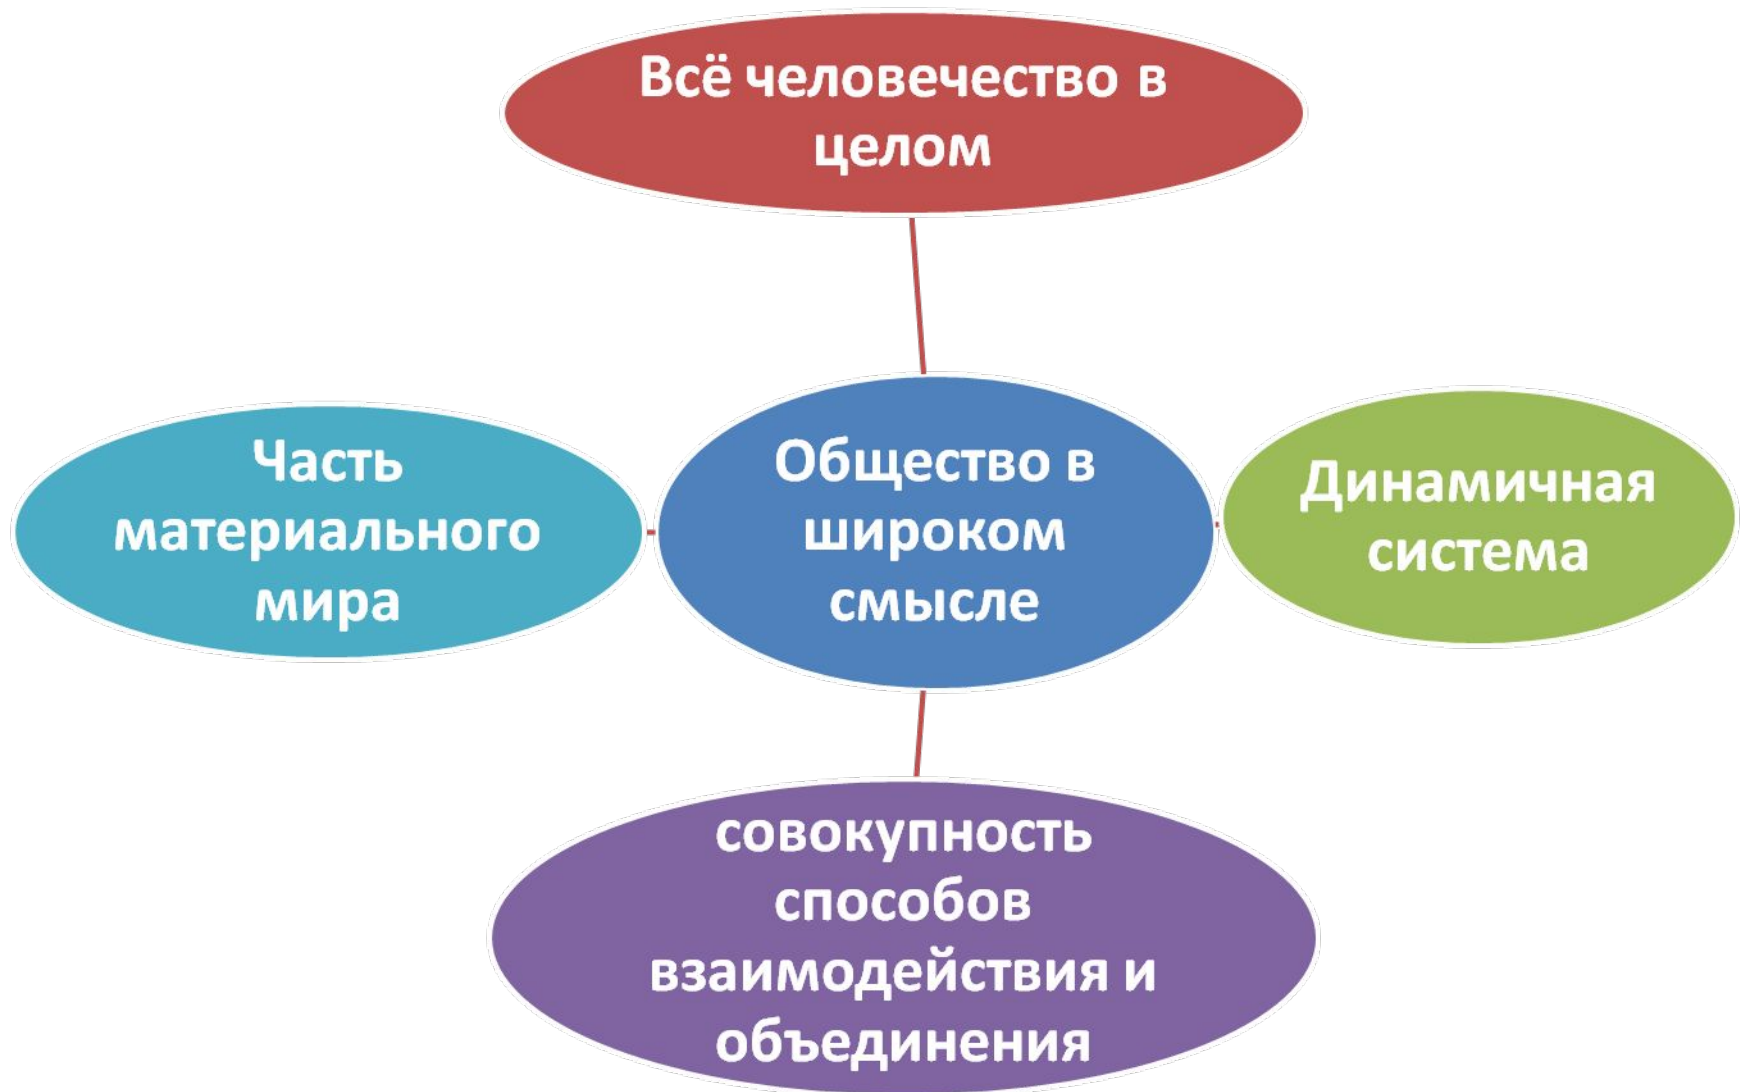 Всё человечество в
целом
Часть
материального
мира
Общество в
широком
смысле
Динамичная
система
совокупность
способов
взаимодействия и
объединения